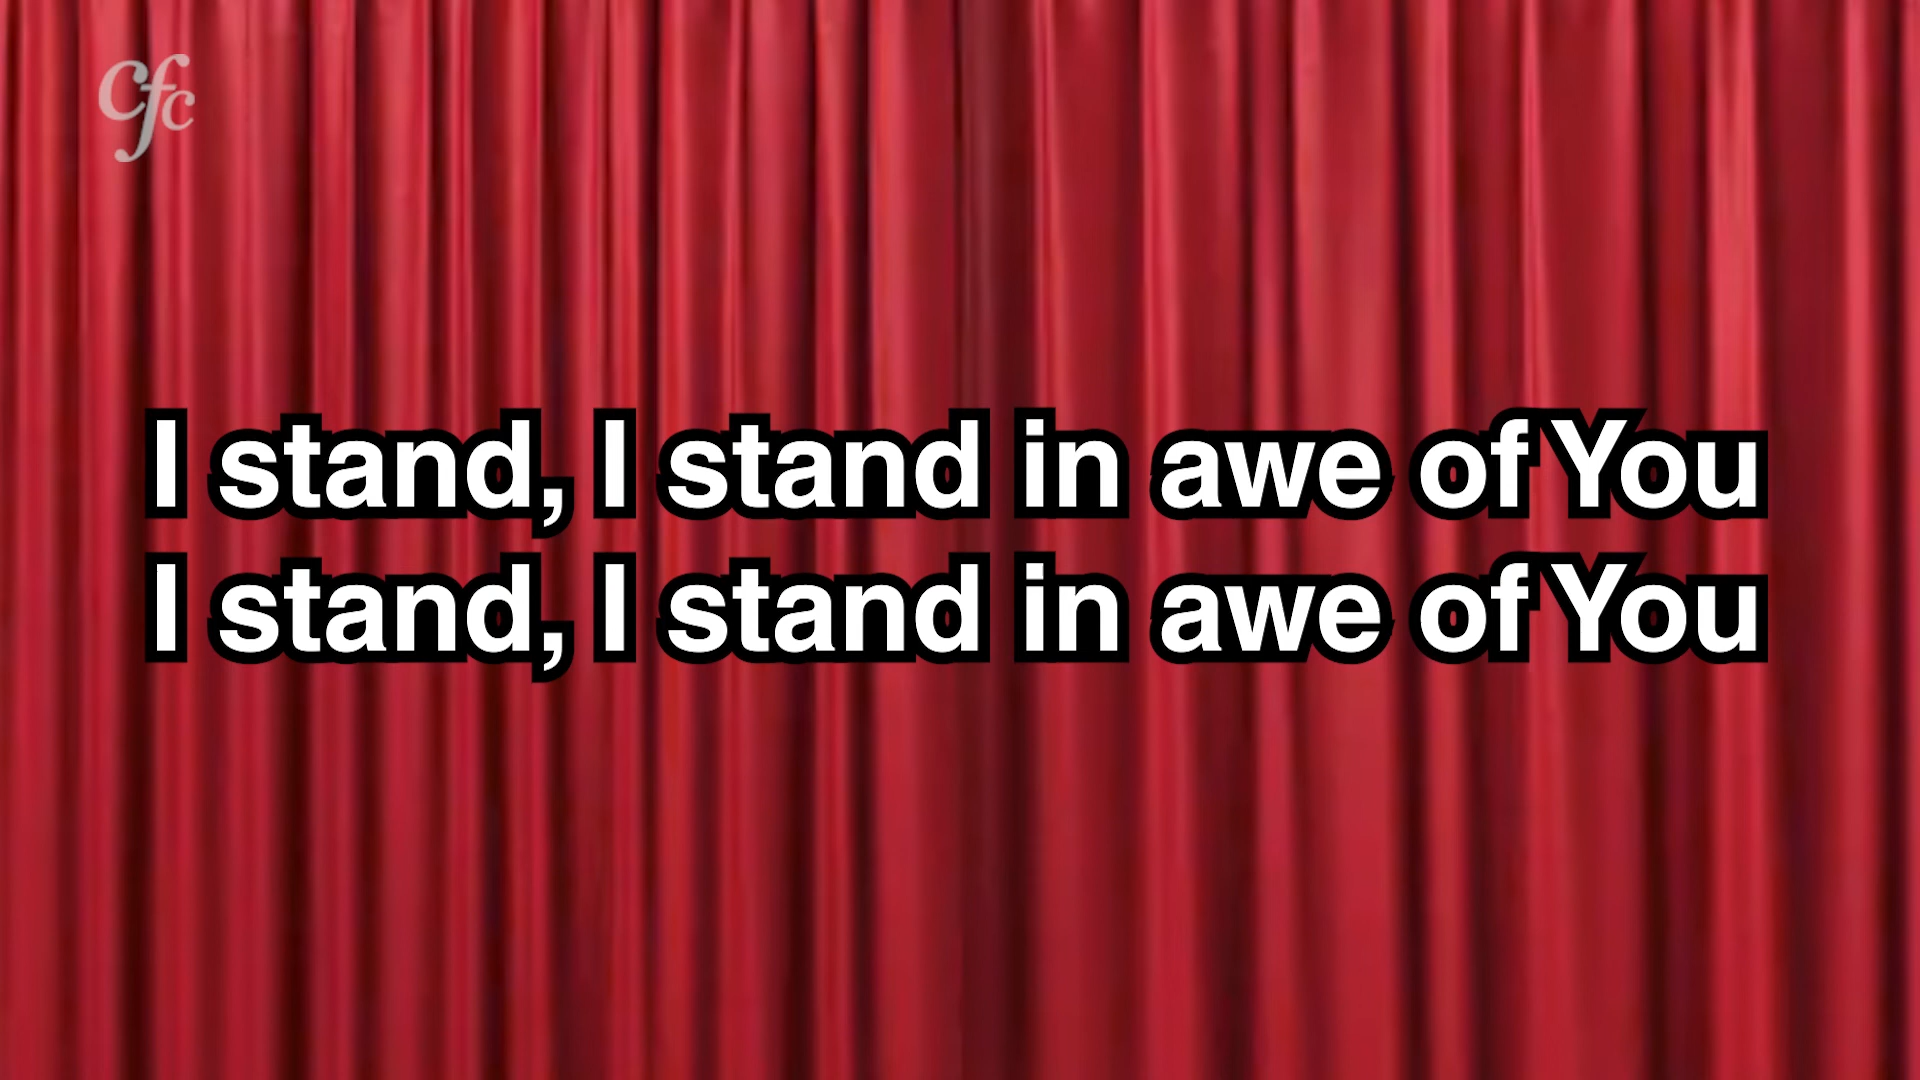 cfc
I stand, I stand in awe of You
I stand, I stand in awe of You